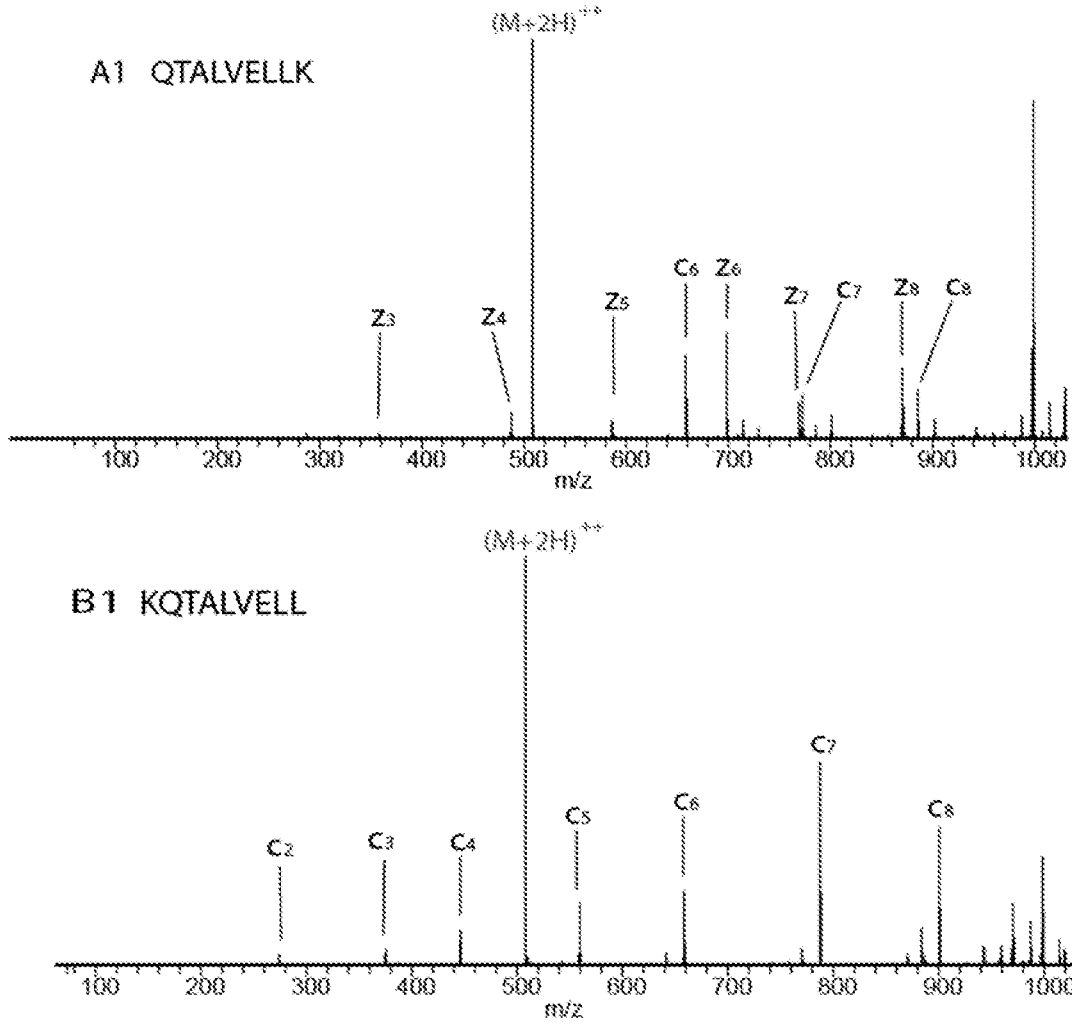 (M+2H)++
A1 QTALVELLK
C6 Z6
Z3 Z4 Z5 Z7 C7 Z8 C8
100 200 300 400 500 600 700 800 900 1000
m/z
(M+2H)++
B1 KQTALVELL
C7
C2 C3 C4 C5 C6 C8
100 200 300 400 500 600 700 800 900 1000
m/z